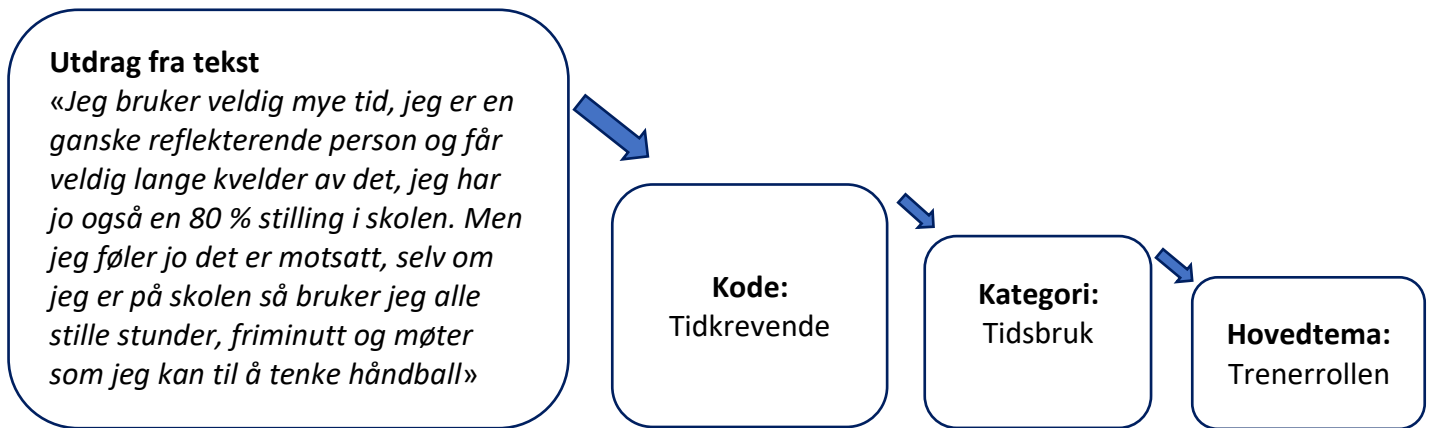 Utdrag fra tekst
«Jeg bruker veldig mye tid, jeg er en
ganske reflekterende person og får
veldig lange kvelder av det, jeg har
jo også en 80 % stilling i skolen. Men
jeg føler jo det er motsatt, selv om
jeg er på skolen så bruker jeg alle
stille stunder, friminutt og møter
som jeg kan til å tenke håndball»
Kode:
Tidkrevende
Kategori:
Tidsbruk
Hovedtema:
Trenerrollen